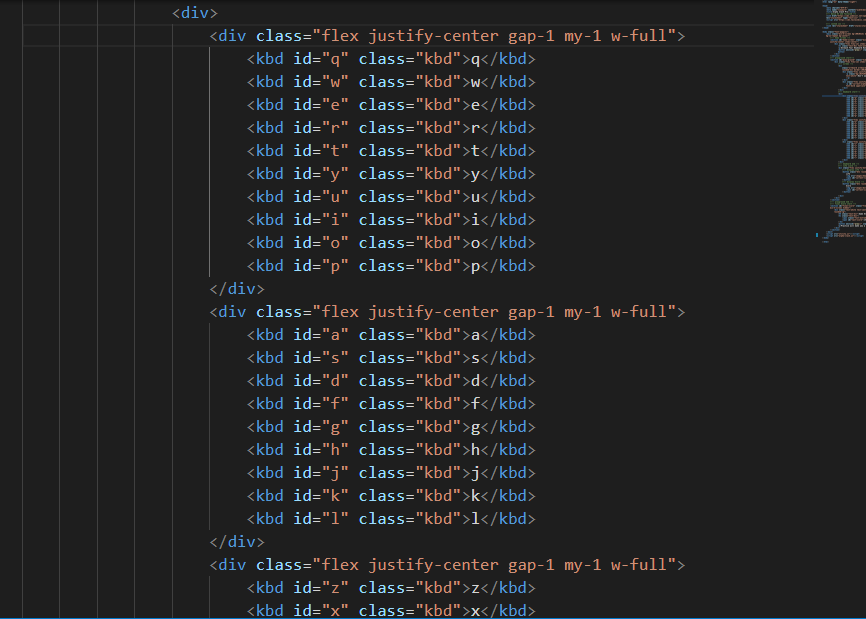 <div>
<div class="flex justify-center gap-1 my-1 w-full">
<kbd id="q" class="kbd">q</kbd>
<kbd id="w" class="kbd">w</kbd>
<kbd id="e" class="kbd">e</kbd>
<kbd id="r" class="kbd">r</kbd>
<kbd id="t" class="kbd">t</kbd>
<kbd id="y" class="kbd">y</kbd>
<kbd id="u" class="kbd">u</kbd>
<kbd id="i" class="kbd">i</kbd>
<kbd id="o" class="kbd">o</kbd>
<kbd id="p" class="kbd">p</kbd>
</div>
<div class="flex justify-center gap-1 my-1 w-full">
<kbd id="a" class="kbd">a</kbd>
<kbd id="s" class="kbd">s</kbd>
<kbd id="d" class="kbd">d</kbd>
<kbd id="f" class="kbd">f</kbd>
<kbd id="g" class="kbd">g</kbd>
<kbd id="h" class="kbd">h</kbd>
<kbd id="j" class="kbd">j</kbd>
<kbd id="k" class="kbd">k</kbd>
<kbd id="l" class="kbd">l</kbd>
</div>
<div class="flex justify-center gap-1 my-1 w-full">
<kbd id="z" class="kbd">z</kbd>
<kbd id="x" class="kbd">x</kbd>